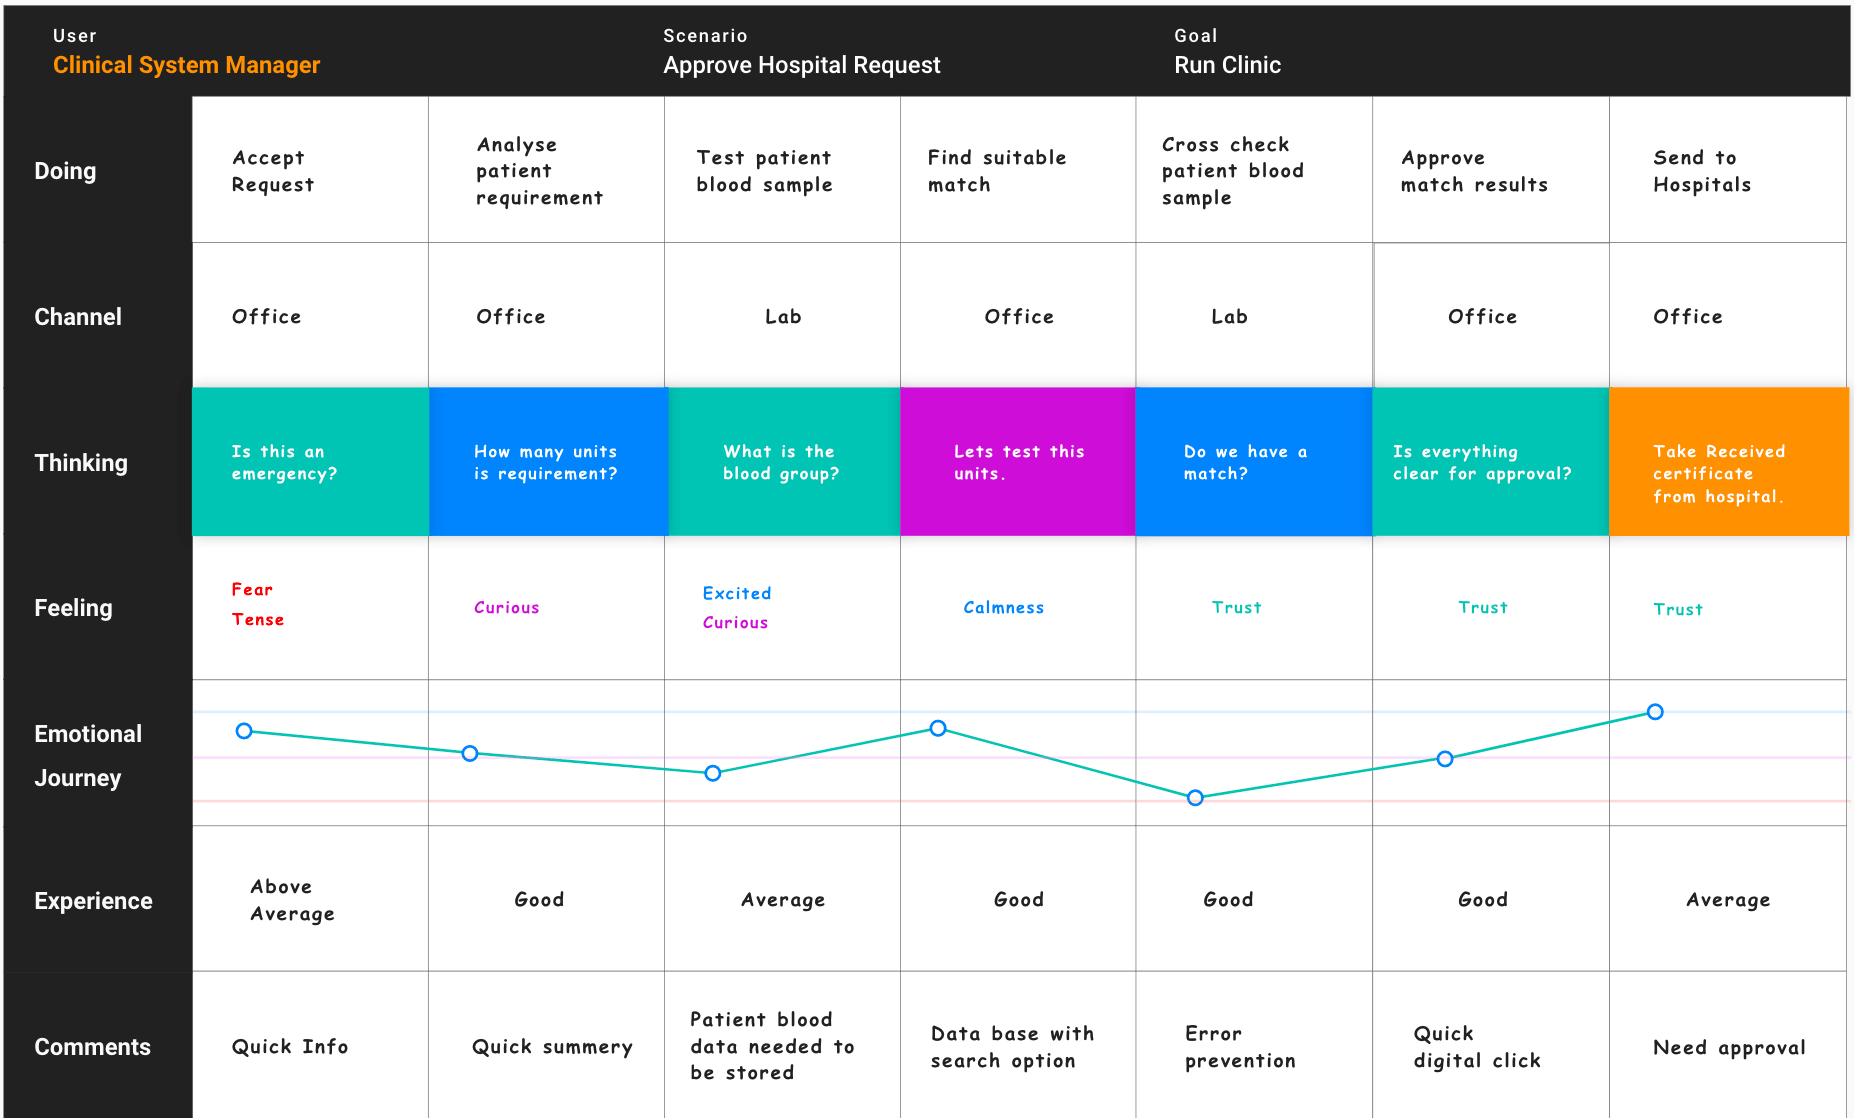 User
Clinical System Manager
Scenario
Approve Hospital Request
Goal
Run Clinic
Doing
Accept
Request
Analyse
patient
requirement
Test patient
blood sample
Find suitable
match
Cross check
patient blood
sample
Approve
match results
Send to
Hospitals
Channel
Office
Office
Lab
Office
Lab
Office
Office
Thinking
Is this an
emergency?
How many units
is requirement?
What is the
blood group?
Lets test this
units.
Do we have a
match?
Is everything
clear for approval?
Take Received
certificate
from hospital.
Feeling
Fear
Tense
Curious
Excited
Curious
Calmness
Trust
Trust
Trust
Emotional
Journey
Experience
Above
Average
Good
Average
Good
Good
Good
Average
Comments
Quick Info
Quick summery
Patient blood
data needed to
be stored
Data base with
search option
Error
prevention
Quick
digital click
Need approval